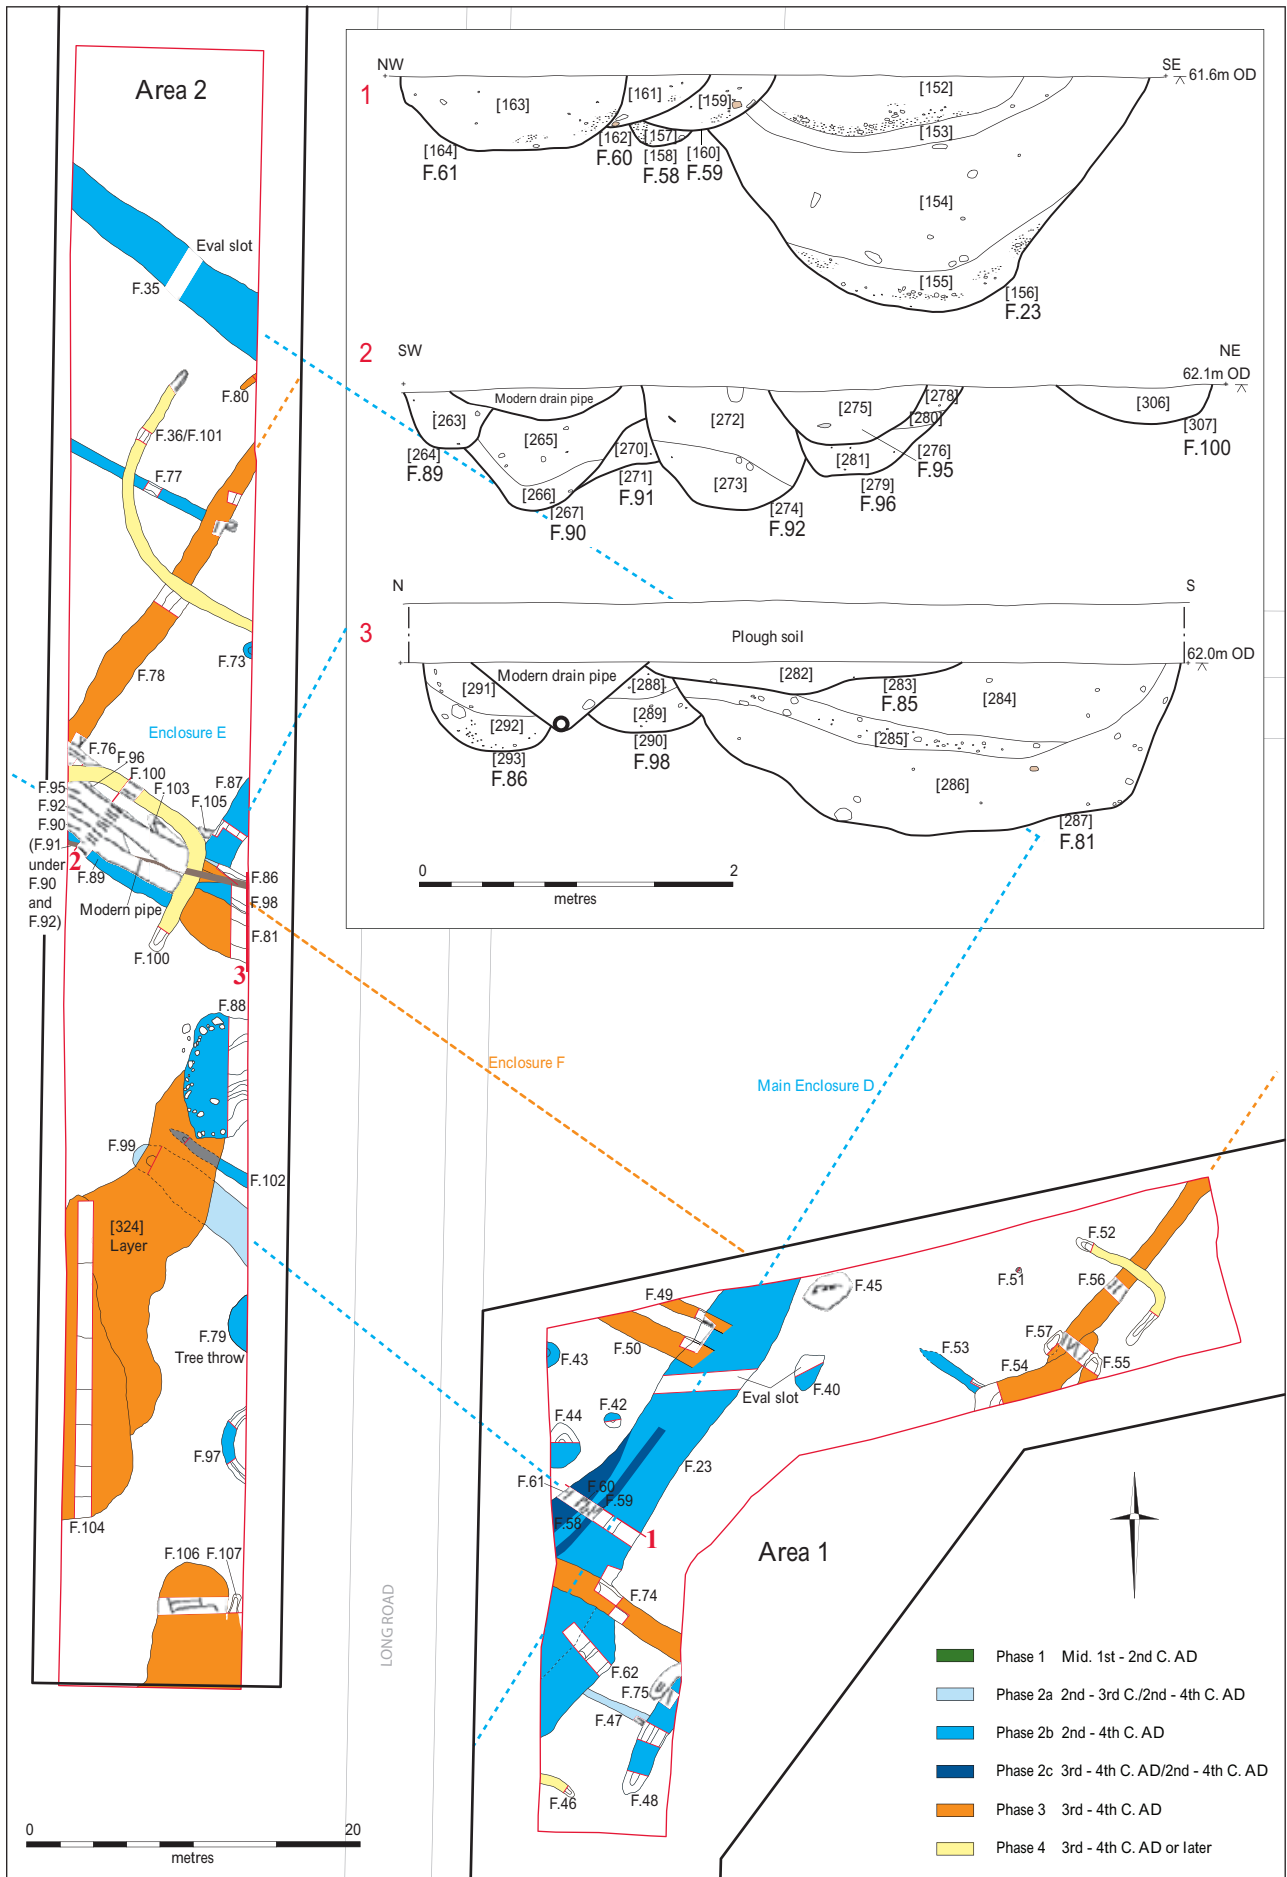 Area 2
Eval slot
F.35
F.80
F.36/F.101
F.77
F.73
F.78
Enclosure E
F.76
F.96
F.100
F.95
F.103
F.87
F.92
F.105
F.90
(F.91
under
F.90
and
F.92)
2
F.89
Modern pipe
F.86
F.98
F.81
F.100
3
F.88
F.99
F.102
[324]
Layer
F.79
Tree throw
F.97
F.104
F.106 F.107
0 20
metres
1
NW SE
61.6m OD
[163]
[161]
[159]
[152]
[153]
[162]
[157]
[164]
F.61
F.60
[158]
F.58
[160]
F.59
[154]
[155]
[156]
F.23
2
SW NE
62.1m OD
Modern drain pipe
[263]
[265]
[272]
[275]
[278]
[280]
[306]
[307]
F.100
[264]
F.89
[270]
[271]
F.91
[281]
[276]
F.95
[279]
F.96
[266]
[267]
F.90
[273]
[274]
F.92
3
N S
Plough soil
62.0m OD
Modern drain pipe
[291]
[288]
[282]
[283]
F.85
[284]
[292]
[289]
[285]
[293]
F.86
[290]
F.98
[286]
[287]
F.81
0 2
metres
Enclosure F
Main Enclosure D
LONG ROAD
F.49
F.50
F.45
F.43
F.42
F.44
Eval slot
F.40
F.23
F.61
F.60
F.59
F.58
1
F.74
F.62
F.75
F.47
F.46
F.48
Area 1
F.51
F.52
F.56
F.57
F.53
F.54
F.55
Phase 1 Mid. 1st - 2nd C. AD
Phase 2a 2nd - 3rd C./2nd - 4th C. AD
Phase 2b 2nd - 4th C. AD
Phase 2c 3rd - 4th C. AD/2nd - 4th C. AD
Phase 3 3rd - 4th C. AD
Phase 4 3rd - 4th C. AD or later